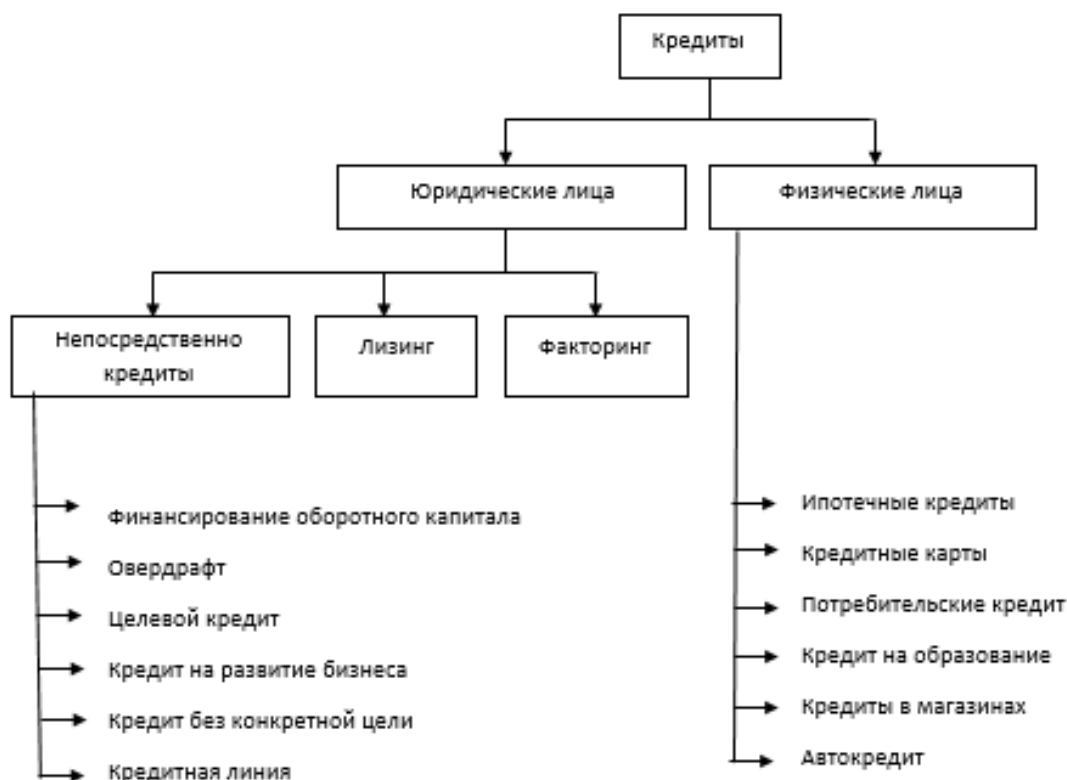 Кредиты
Юридические лица
Физические лица
Непосредственно
кредиты
Лизинг
Факторинг
Финансирование оборотного капитала
Овердрафт
Целевой кредит
Кредит на развитие бизнеса
Кредит без конкретной цели
Кредитная линия
Ипотечные кредиты
Кредитные карты
Потребительские кредит
Кредит на образование
Кредиты в магазинах
Автокредит